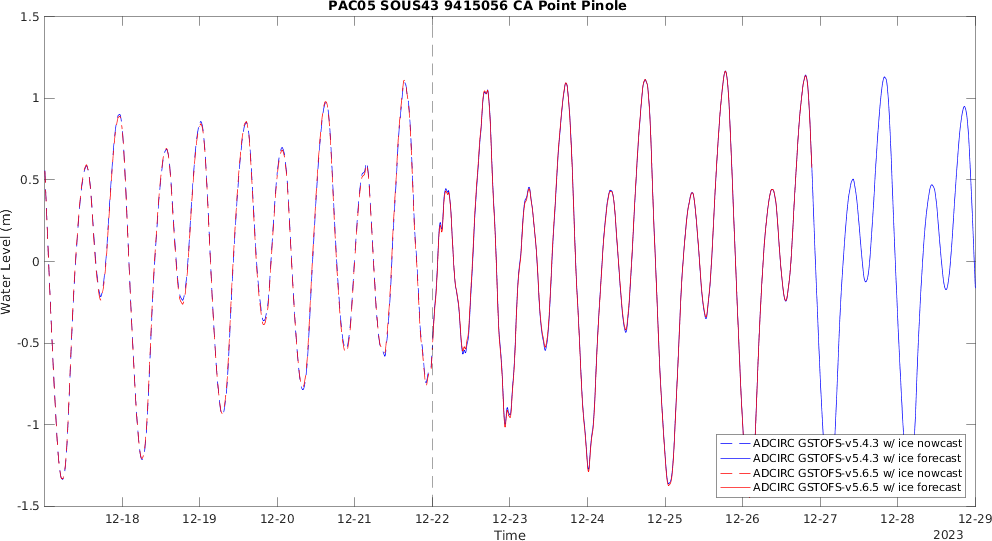 PAC05 SOUS43 9415056 CA Point Pinole
1.5
1
0.5
0
-0.5
-1
-1.5
Water Level (m)
ADCIRC GSTOFS-v5.4.3 w/ ice nowcast
ADCIRC GSTOFS-v5.4.3 w/ ice forecast
ADCIRC GSTOFS-v5.6.5 w/ ice nowcast
ADCIRC GSTOFS-v5.6.5 w/ ice forecast
12-18 12-19 12-20 12-21 12-22 12-23 12-24 12-25 12-26 12-27 12-28 12-29
Time
2023